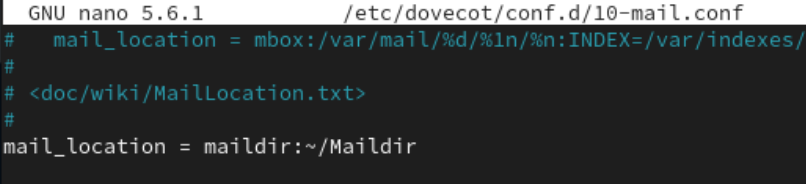 GNU nano 5.6.1 /etc/dovecot/conf.d/10-mail.conf
#   mail_location = mbox:/var/mail/%d/%1n/%n:INDEX=/var/indexes/
#
# <doc/wiki/MailLocation.txt>
#
mail_location = maildir:~/Maildir